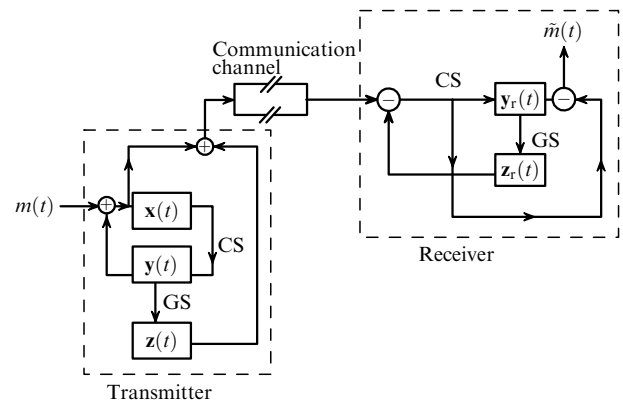 Communication
channel
m̃(t)
CS
y_r(t)
GS
z_r(t)
Receiver
m(t)
x(t)
CS
y(t)
GS
z(t)
Transmitter